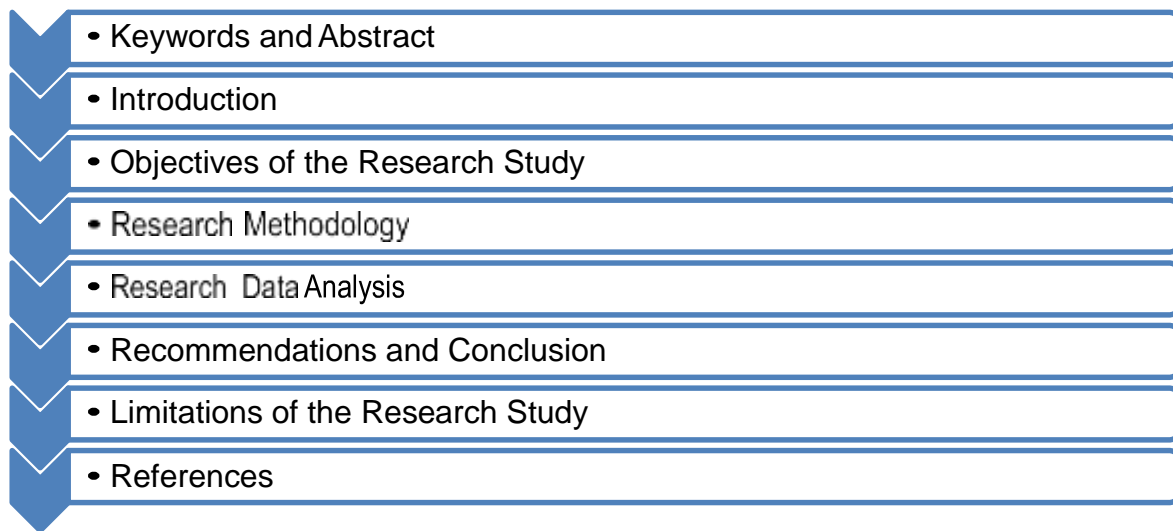 • Keywords and Abstract
• Introduction
• Objectives of the Research Study
• Research Methodology
• Research Data Analysis
• Recommendations and Conclusion
• Limitations of the Research Study
• References